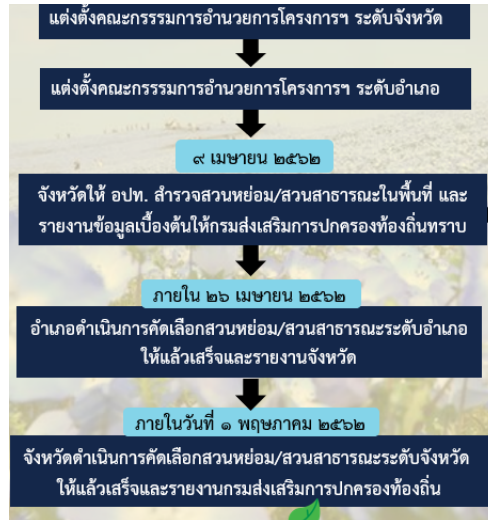 แต่งตั้งคณะกรรรมการอำนวยการโครงการฯ ระดับจังหวัด
แต่งตั้งคณะกรรรมการอำนวยการโครงการฯ ระดับอำเภอ
๙ เมษายน ๒๕๖๒
จังหวัดให้ อปท. สำรวจสวนหย่อม/สวนสาธารณะในพื้นที่ และ
รายงานข้อมูลเบื้องต้นให้กรมส่งเสริมการปกครองท้องถิ่นทราบ
ภายใน ๒๖ เมษายน ๒๕๖๒
อำเภอดำเนินการคัดเลือกสวนหย่อม/สวนสาธารณะระดับอำเภอ
ให้แล้วเสร็จและรายงานจังหวัด
ภายในวันที่ ๑ พฤษภาคม ๒๕๖๒
จังหวัดดำเนินการคัดเลือกสวนหย่อม/สวนสาธารณะระดับจังหวัด
ให้แล้วเสร็จและรายงานกรมส่งเสริมการปกครองท้องถิ่น